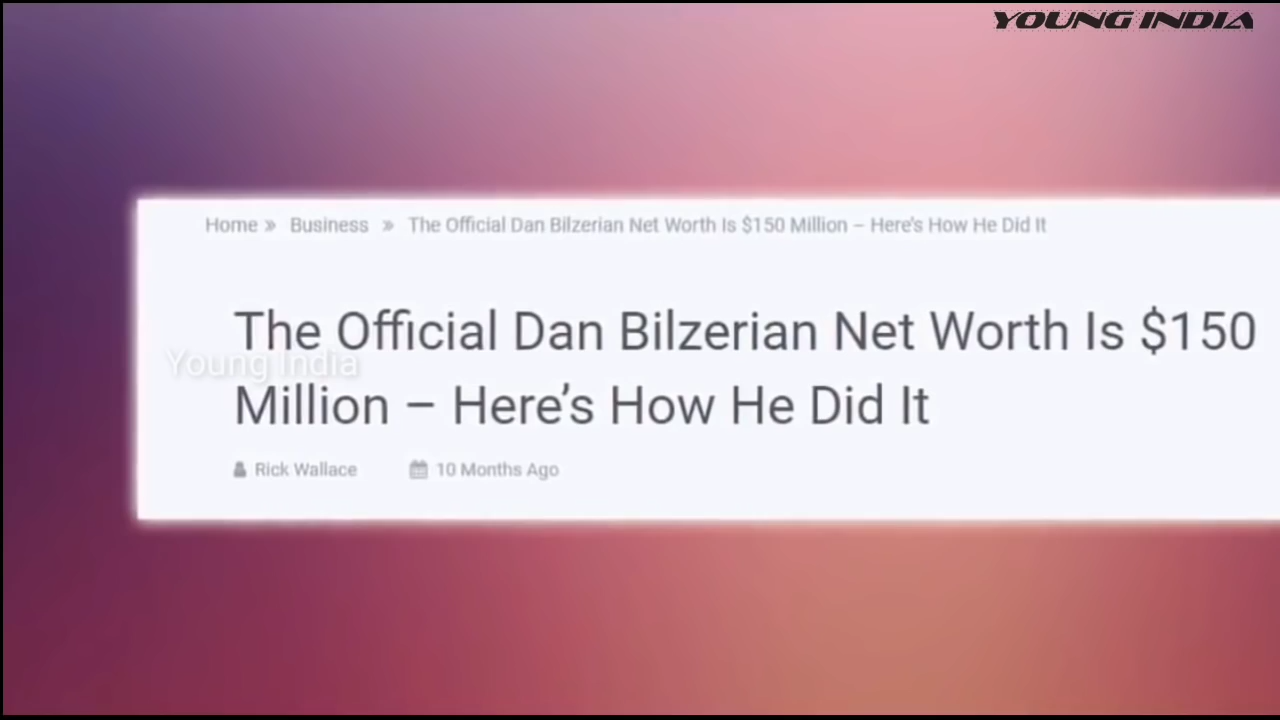 YOUNG INDIA
Home » Business » The Official Dan Bilzerian Net Worth Is $150 Million – Here's How He Did It
The Official Dan Bilzerian Net Worth Is $150
Young India
Million – Here’s How He Did It
Rick Wallace 10 Months Ago